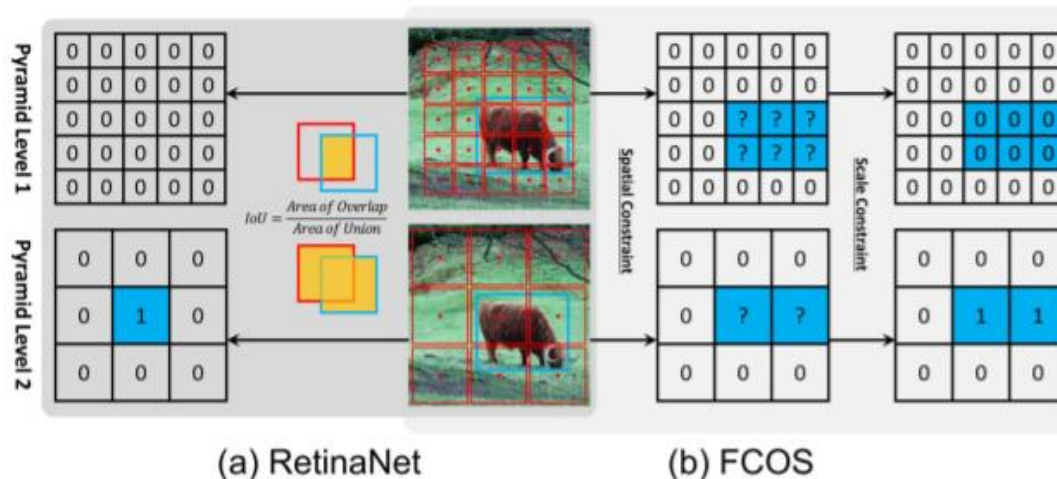 Pyramid Level 1
0 0 0 0 0
0 0 0 0 0
0 0 0 0 0
0 0 0 0 0
0 0 0 0 0
IoU = Area of Overlap
Area of Union
Spatial Constraint
0 0 0 0 0
0 0 0 0 0
0 0 ? ? ?
0 0 ? ? ?
0 0 0 0 0
Scale Constraint
0 0 0 0 0
0 0 0 0 0
0 0 0 0 0
0 0 0 0 0
0 0 0 0 0
Pyramid Level 2
0 0 0
0 1 0
0 0 0
0 0 0
0 ? ?
0 0 0
0 0 0
0 1 1
0 0 0
(a) RetinaNet
(b) FCOS